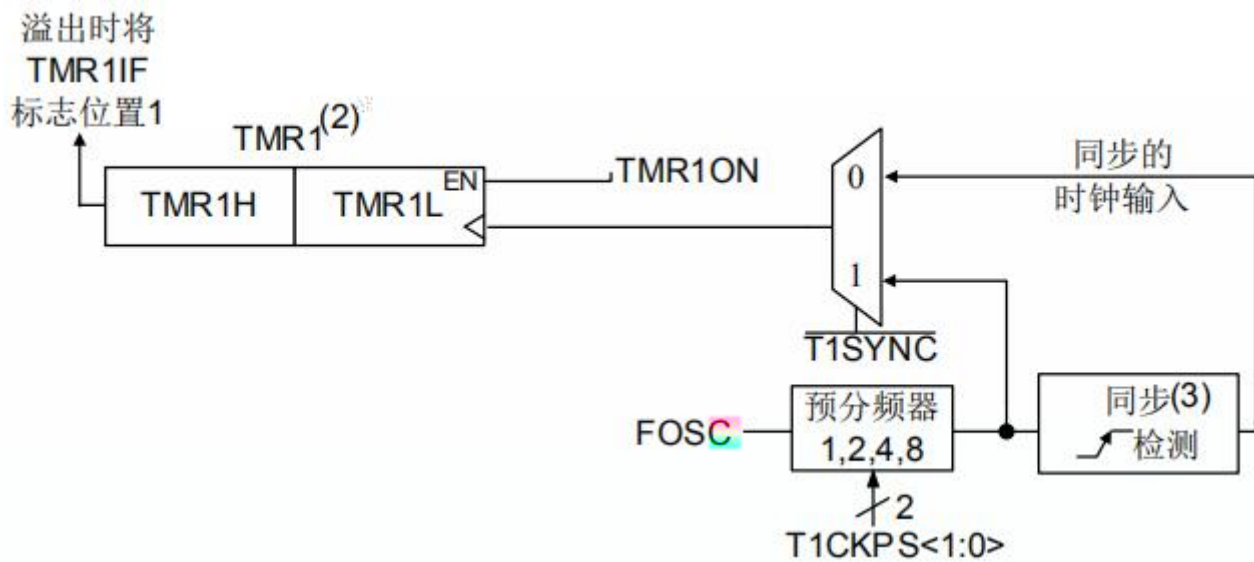 溢出时将
TMR1IF
标志位置1
TMR1(2)
TMR1H
TMR1L
EN
TMR1ON
0
1
同步的
时钟输入
T1SYNC
FOSC
预分频器
1,2,4,8
同步(3)
检测
2
T1CKPS<1:0>